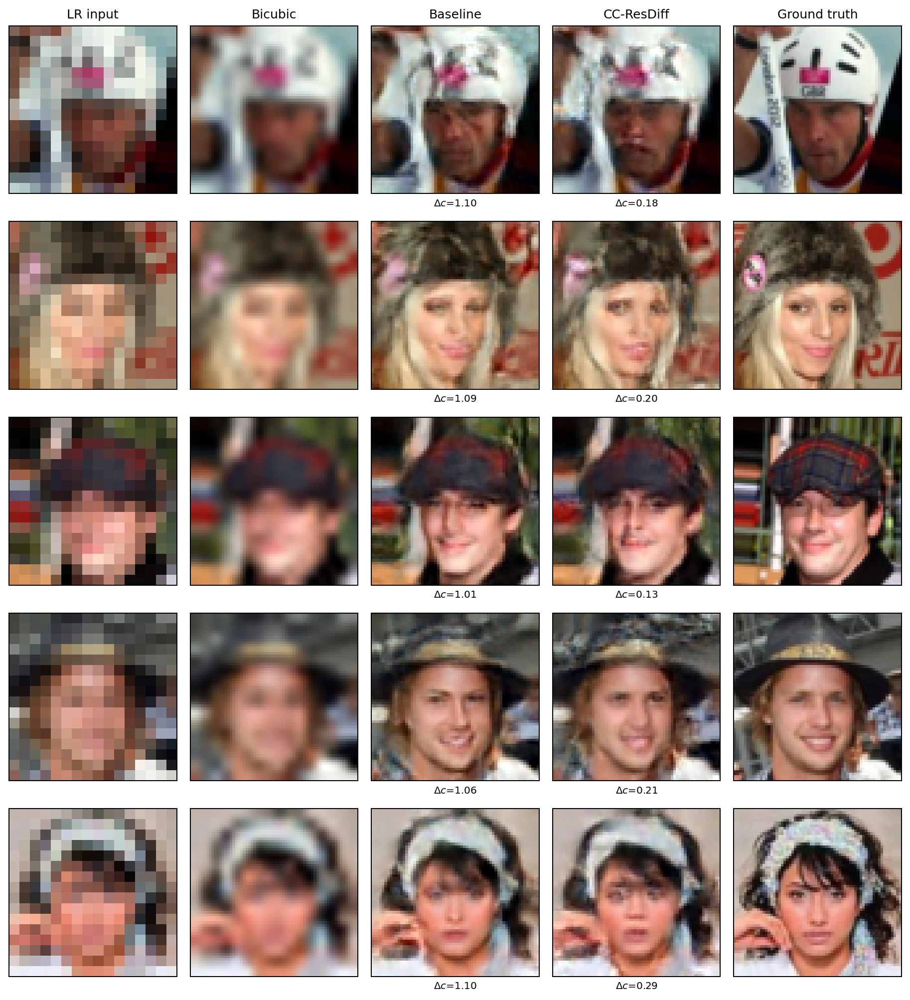 LR input Bicubic Baseline CC-ResDiff Ground truth
GBR
Δc=1.10 Δc=0.18
Δc=1.09 Δc=0.20
Δc=1.01 Δc=0.13
Δc=1.06 Δc=0.21
Δc=1.10 Δc=0.29